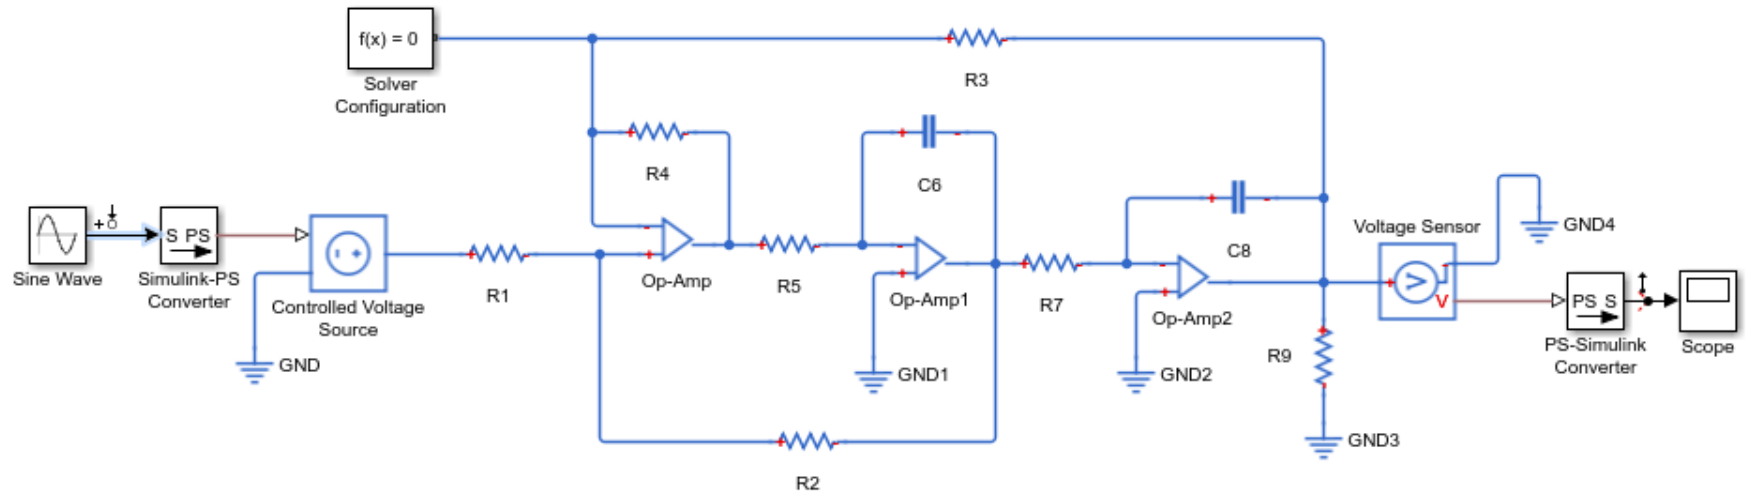 f(x) = 0
Solver
Configuration
R3
R4
C6
Sine Wave
S PS
Simulink-PS
Converter
Controlled Voltage
Source
GND
R1
Op-Amp
R5
Op-Amp1
GND1
R2
R7
C8
Op-Amp2
GND2
R9
GND3
Voltage Sensor
V
V
GND4
PS S
PS-Simulink
Converter
Scope